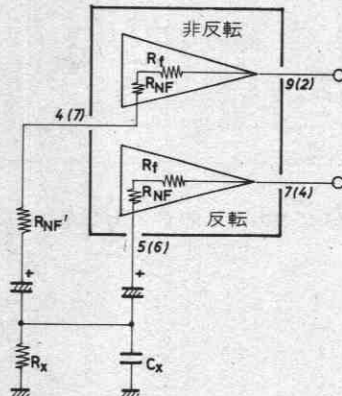 非反転
Rf
RNF
9(2)
4(7)
Rf
RNF
7(4)
反転
5(6)
RNF'
+
+
Rx
Cx